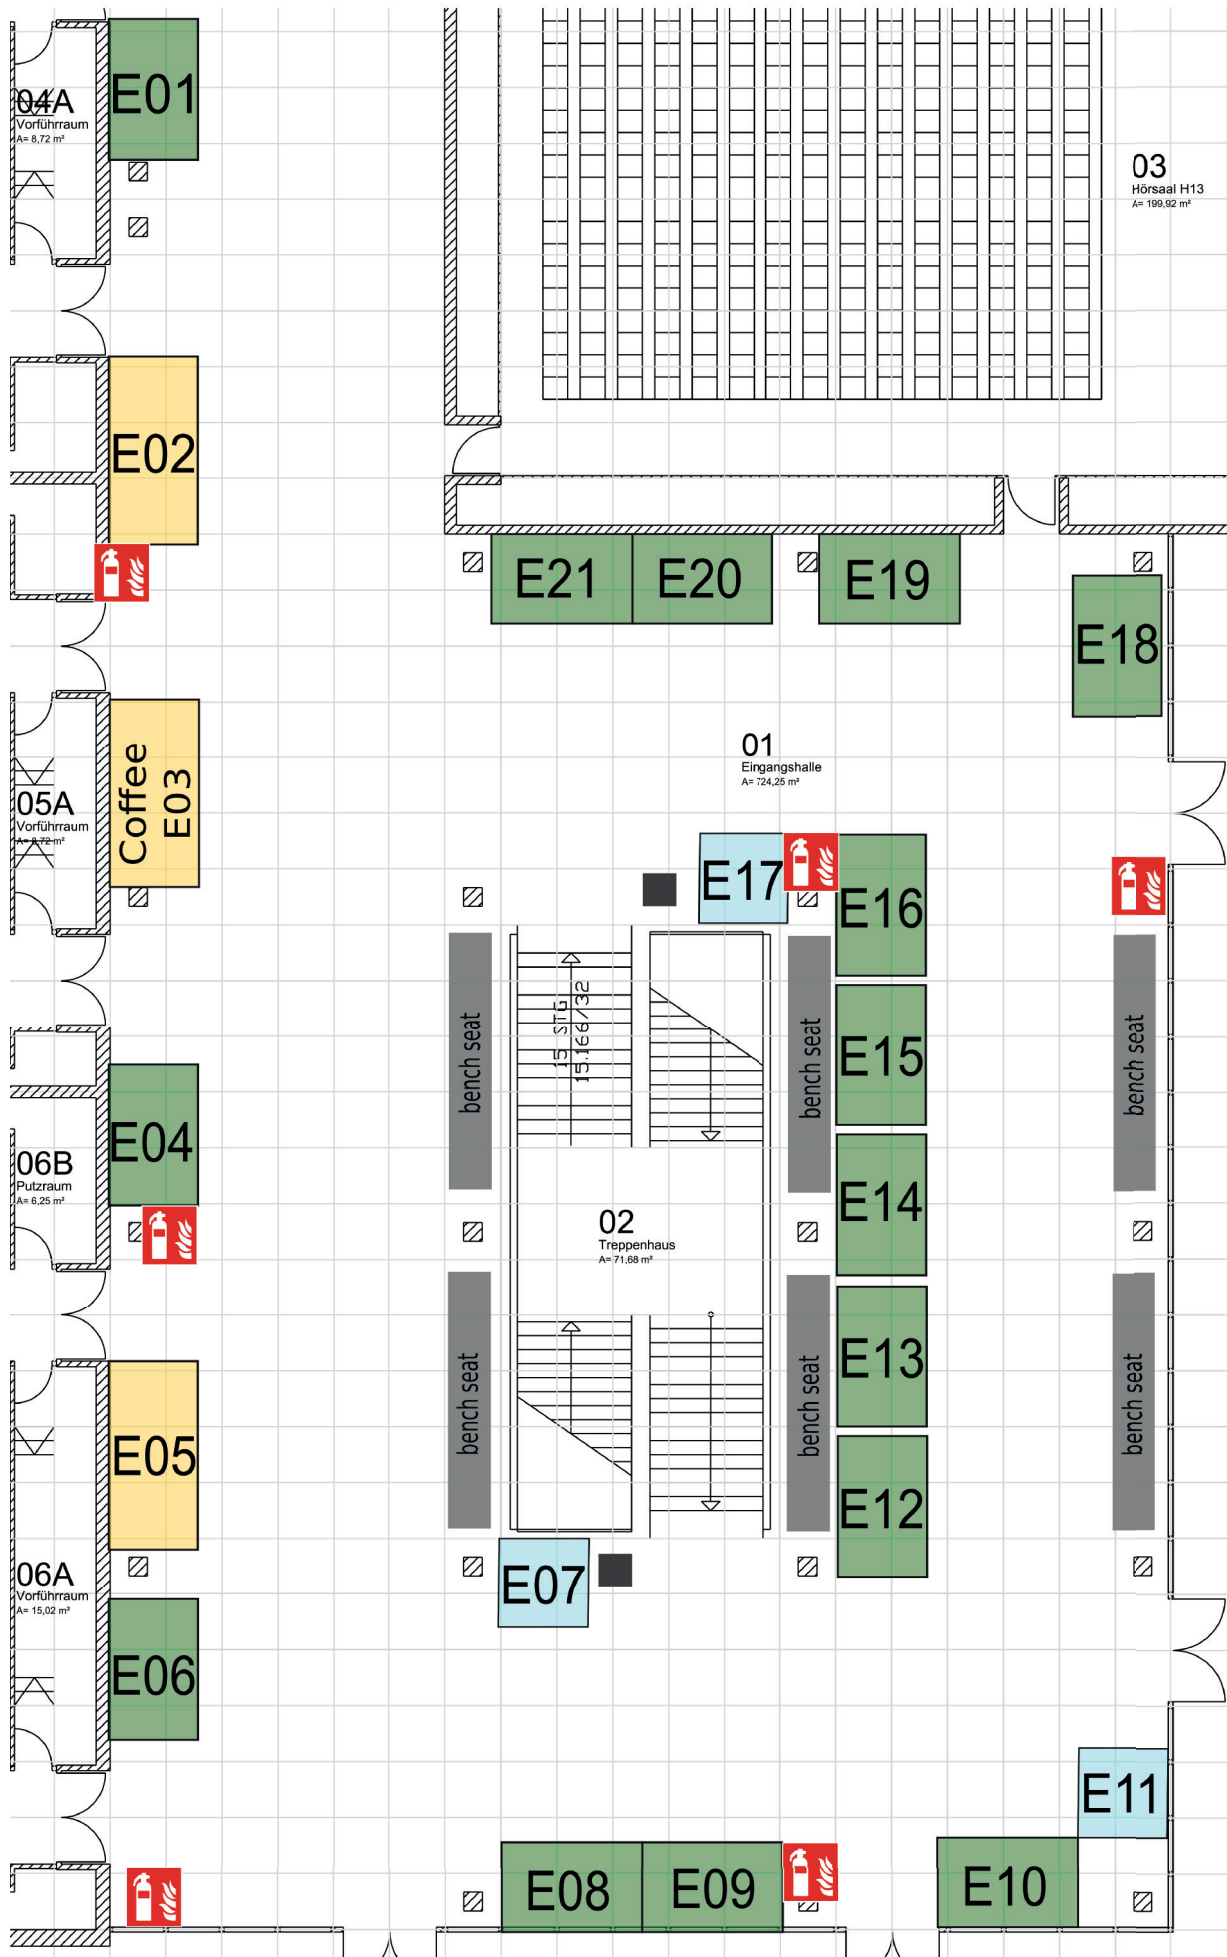 E01
04A
Vorführraum
A= 8,72 m²
03
Hörsaal H13
A= 199,92 m²
E02
E21
E20
E19
E18
Coffee
E03
01
Eingangshalle
A= 724,25 m²
05A
Vorführraum
A= 8,72 m²
E17
E16
bench seat
15 STG
15.166/32
bench seat
E15
bench seat
E04
06B
Putzraum
A= 6,25 m²
E14
02
Treppenhaus
A= 71,68 m²
bench seat
bench seat
E13
bench seat
E05
E12
06A
Vorführraum
A= 15,02 m²
E07
E06
E11
E08
E09
E10